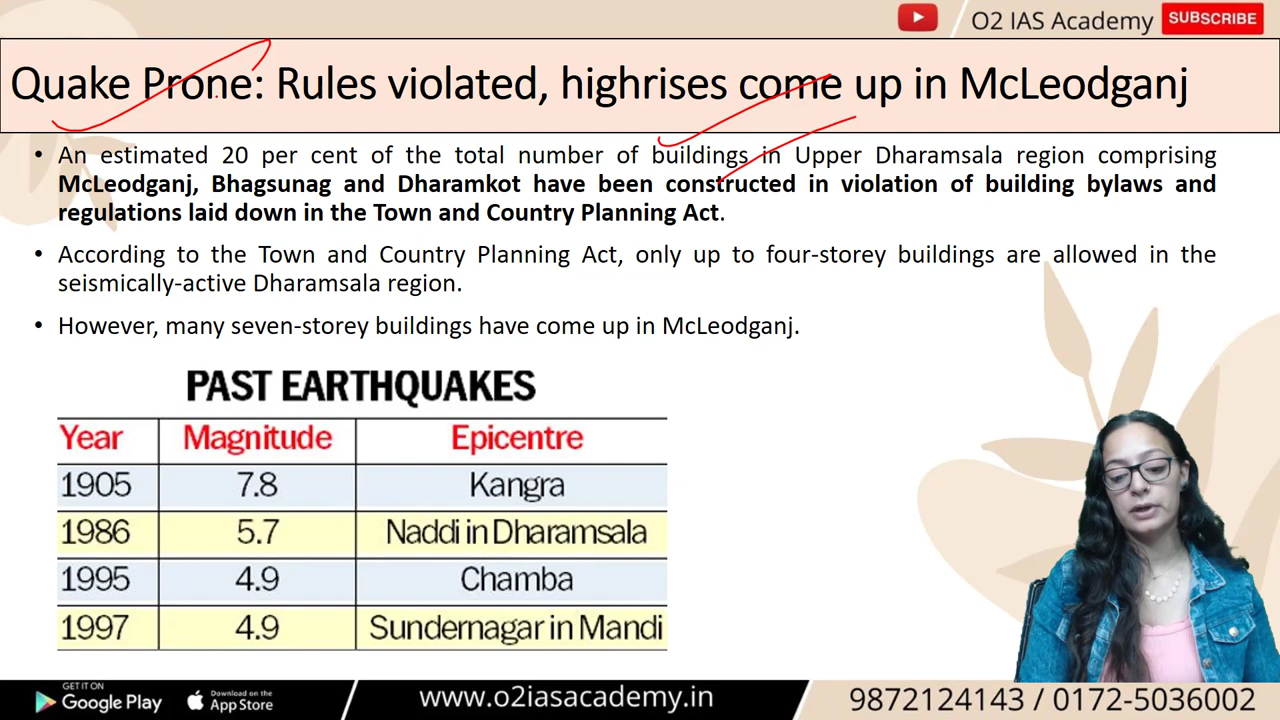 O2 IAS Academy SUBSCRIBE
Quake Prone: Rules violated, highrises come up in McLeodganj
• An estimated 20 per cent of the total number of buildings in Upper Dharamsala region comprising
McLeodganj, Bhagsunag and Dharamkot have been constructed in violation of building bylaws and
regulations laid down in the Town and Country Planning Act.
• According to the Town and Country Planning Act, only up to four-storey buildings are allowed in the
seismically-active Dharamsala region.
• However, many seven-storey buildings have come up in McLeodganj.
PAST EARTHQUAKES
Year Magnitude Epicentre
1905 7.8 Kangra
1986 5.7 Naddi in Dharamsala
1995 4.9 Chamba
1997 4.9 Sundernagar in Mandi
GET IT ON
Google Play
Download on the
App Store
www.o2iasacademy.in
9872124143 / 0172-5036002